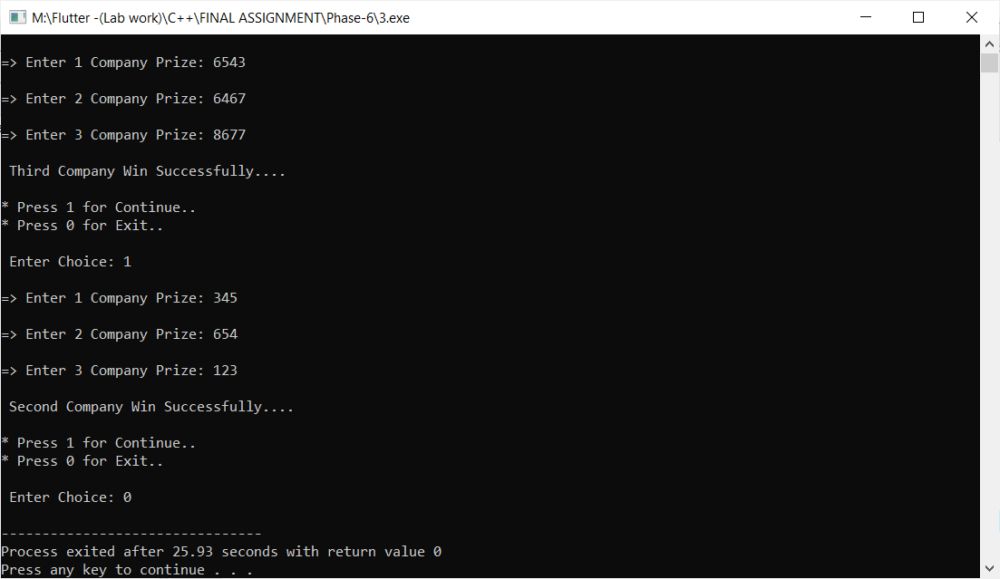 M:\Flutter -(Lab work)\C++\FINAL ASSIGNMENT\Phase-6\3.exe
=> Enter 1 Company Prize: 6543
=> Enter 2 Company Prize: 6467
=> Enter 3 Company Prize: 8677
Third Company Win Successfully....
* Press 1 for Continue..
* Press 0 for Exit..
Enter Choice: 1
=> Enter 1 Company Prize: 345
=> Enter 2 Company Prize: 654
=> Enter 3 Company Prize: 123
Second Company Win Successfully....
* Press 1 for Continue..
* Press 0 for Exit..
Enter Choice: 0
--------------------------------
Process exited after 25.93 seconds with return value 0
Press any key to continue . . .